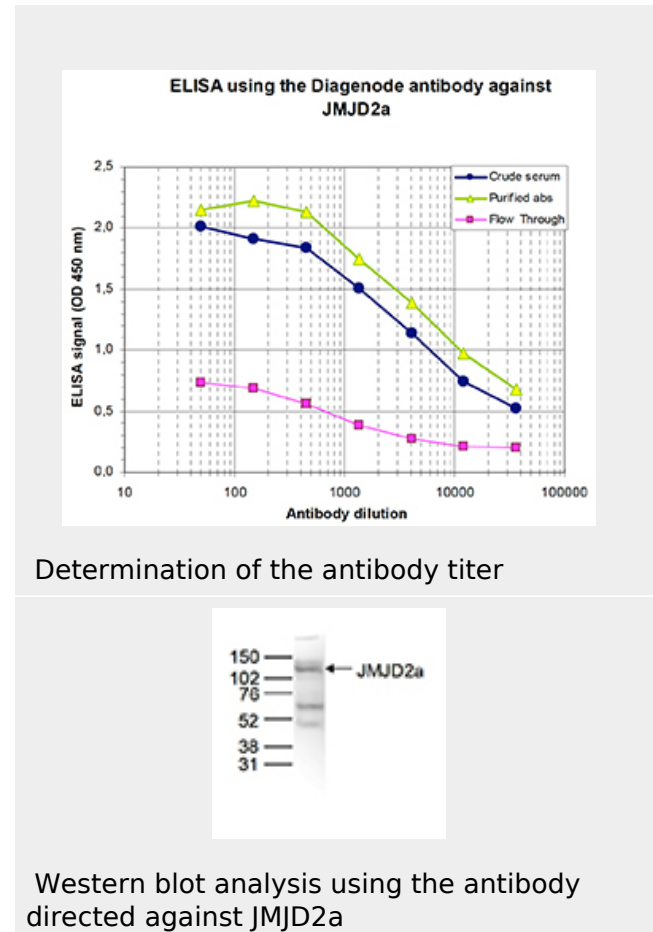 ELISA using the Diagenode antibody against
JMJD2a
ELISA signal (OD 450 nm)
2,5
2,0
1,5
1,0
0,5
0,0
10 100 1000 10000 100000
Antibody dilution
Crude serum
Purified abs
Flow Through
Determination of the antibody titer
150
102
76
52
38
31
JMJD2a
Western blot analysis using the antibody
directed against JMJD2a